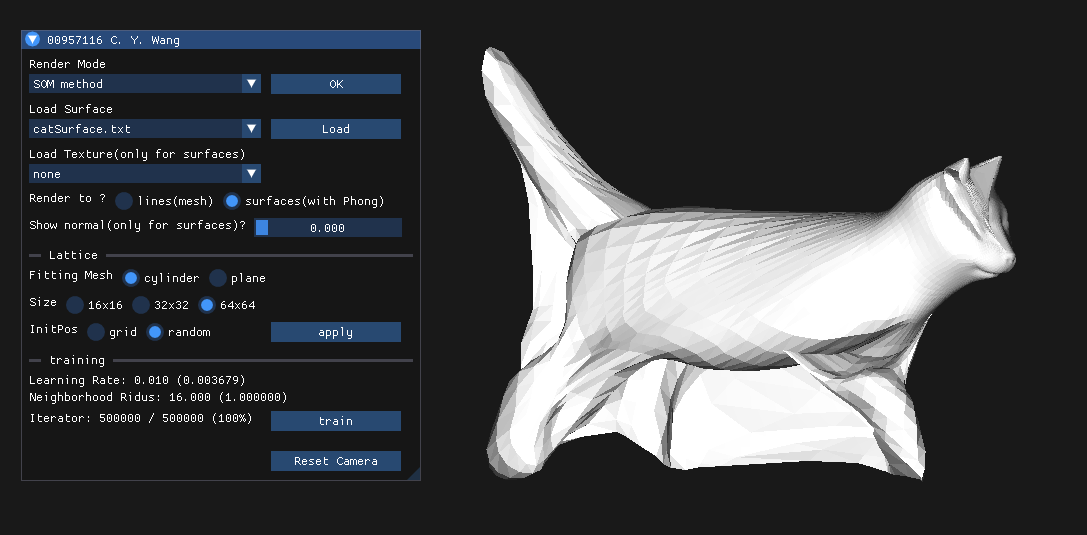 00957116 C. Y. Wang
Render Mode
SOM method OK
Load Surface
catSurface.txt Load
Load Texture(only for surfaces)
none
Render to ? lines(mesh) surfaces(with Phong)
Show normal(only for surfaces)? 0.000
Lattice
Fitting Mesh cylinder plane
Size 16x16 32x32 64x64
InitPos grid random apply
training
Learning Rate: 0.010 (0.003679)
Neighborhood Ridus: 16.000 (1.000000)
Iterator: 500000 / 500000 (100%) train
Reset Camera